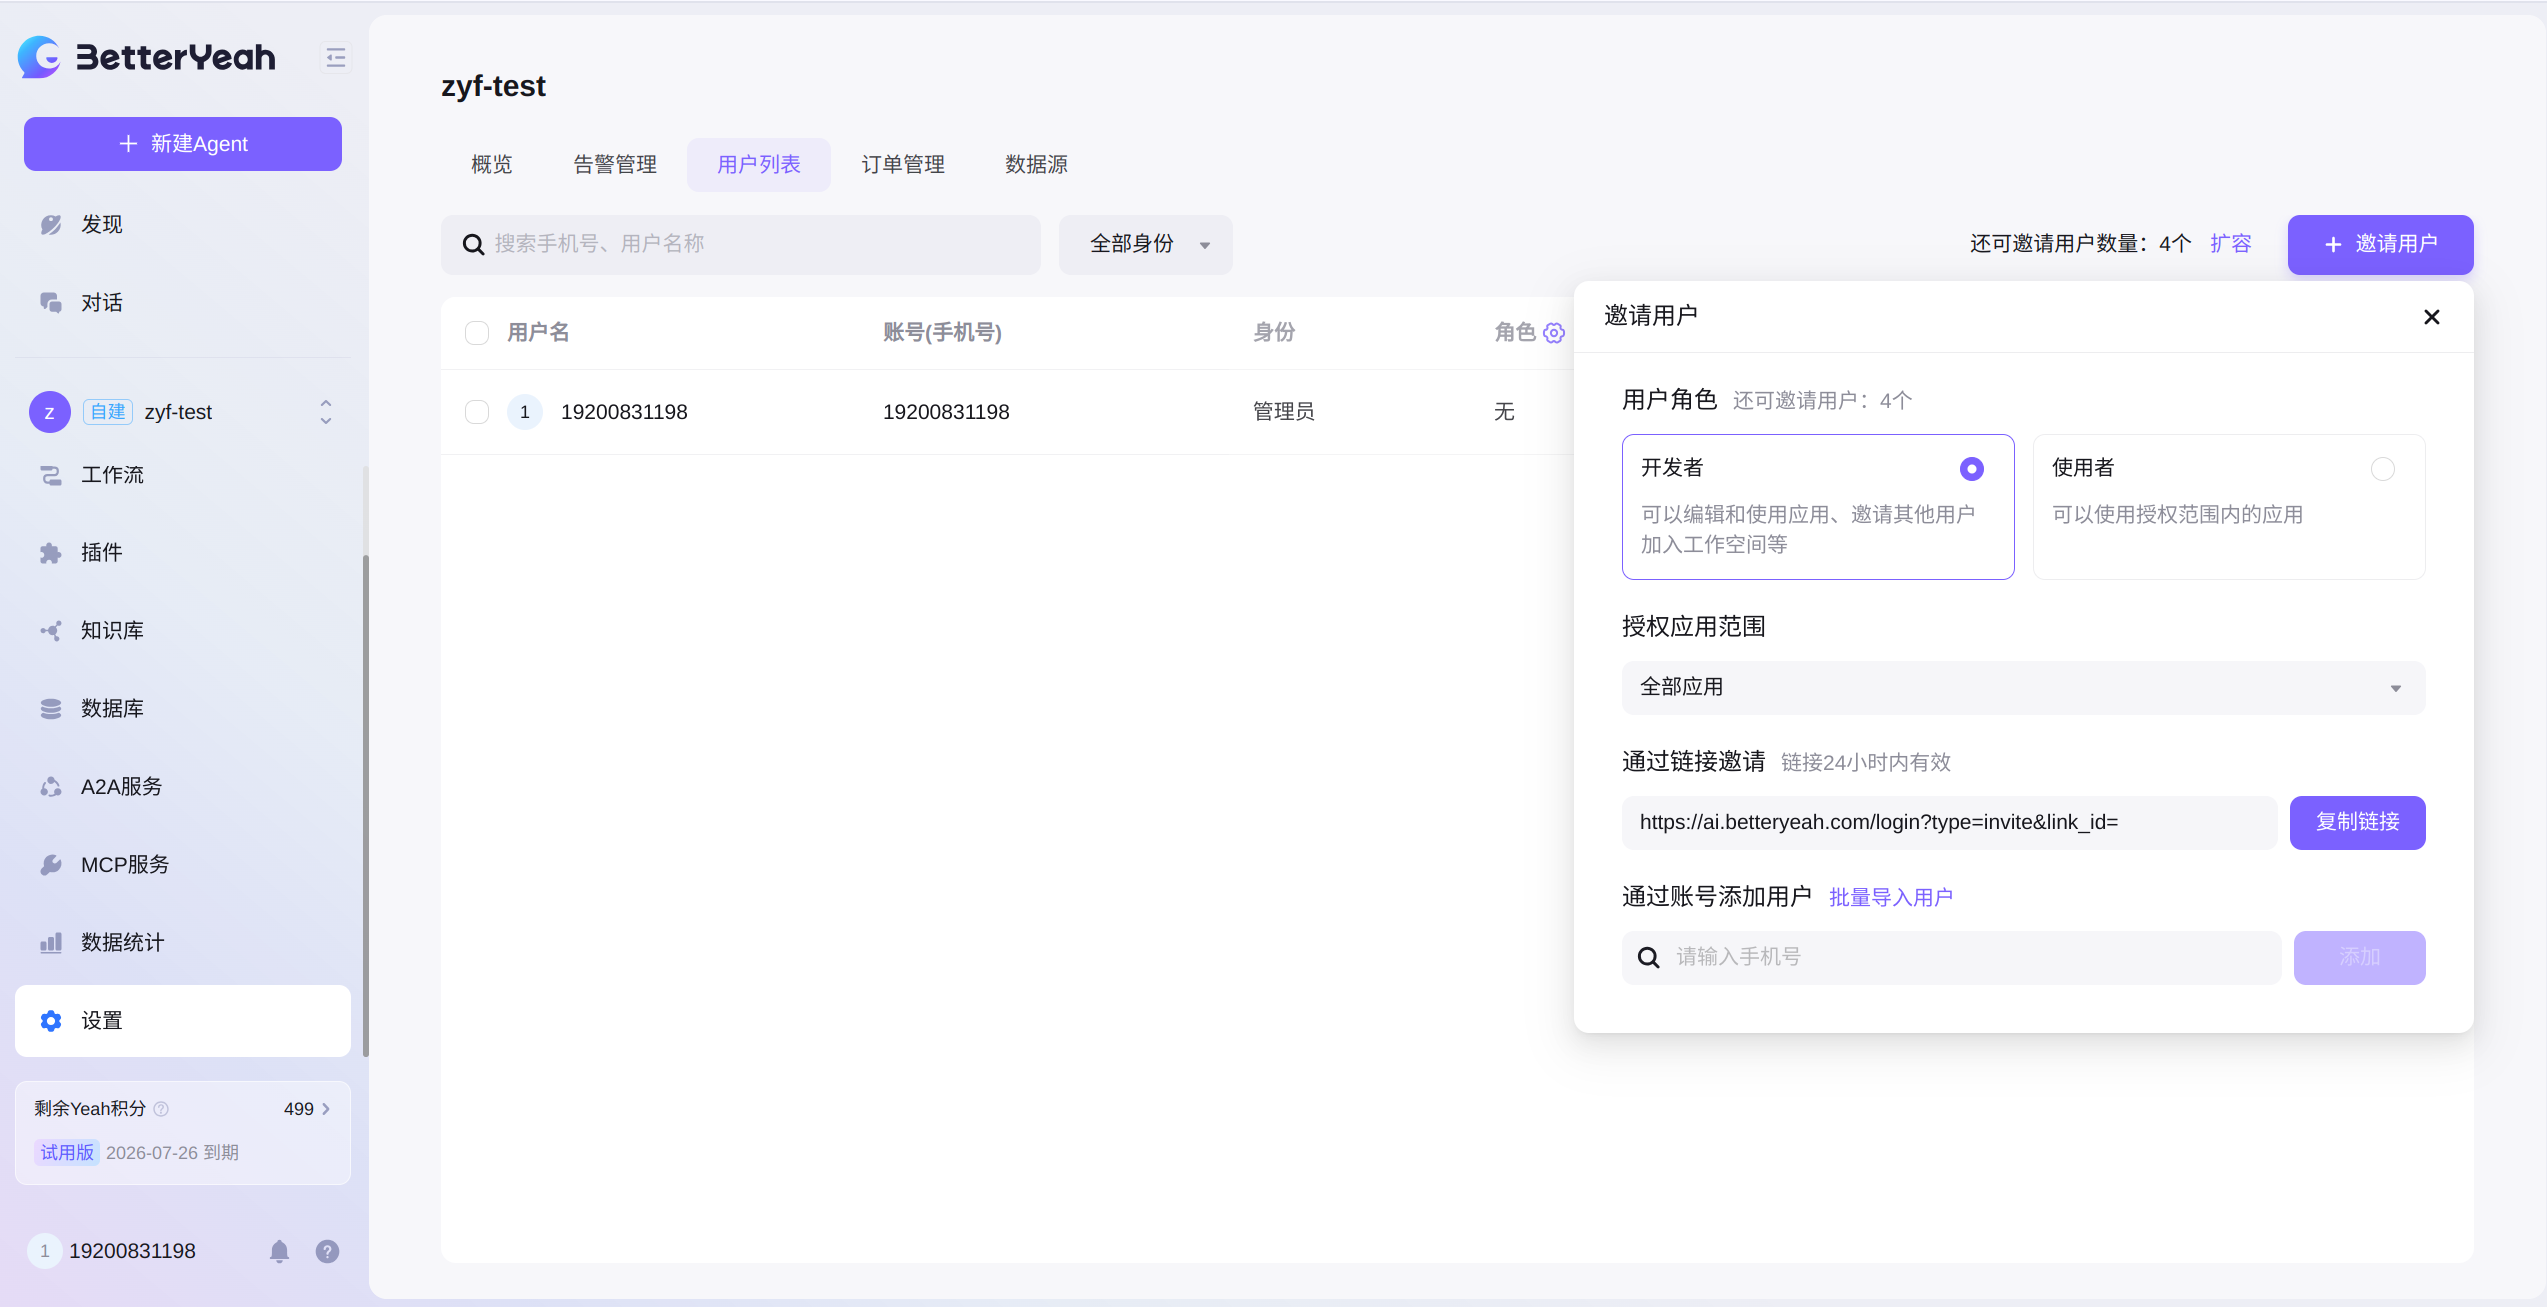 BetterYeah
新建Agent
发现
对话
z 自建 zyf-test
工作流
插件
知识库
数据库
A2A服务
MCP服务
数据统计
设置
剩余Yeah积分 499
试用版 2026-07-26 到期
1 19200831198
zyf-test
概览 告警管理 用户列表 订单管理 数据源
搜索手机号、用户名称 全部身份 还可邀请用户数量：4个 扩容 邀请用户
用户名 账号(手机号) 身份 角色
1 19200831198 19200831198 管理员 无
邀请用户
用户角色 还可邀请用户：4个
开发者
可以编辑和使用应用、邀请其他用户
加入工作空间等
使用者
可以使用授权范围内的应用
授权应用范围
全部应用
通过链接邀请 链接24小时内有效
https://ai.betteryeah.com/login?type=invite&link_id= 复制链接
通过账号添加用户 批量导入用户
请输入手机号 添加